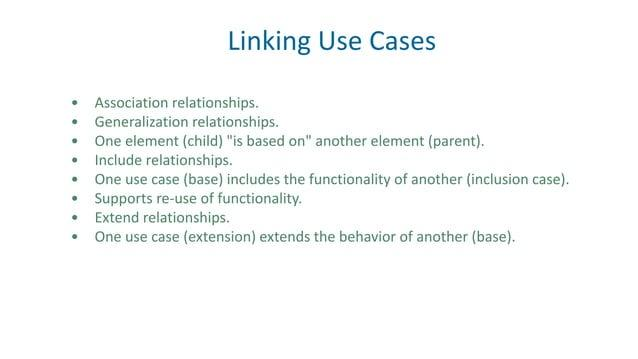 Linking Use Cases
• Association relationships.
• Generalization relationships.
• One element (child) "is based on" another element (parent).
• Include relationships.
• One use case (base) includes the functionality of another (inclusion case).
• Supports re-use of functionality.
• Extend relationships.
• One use case (extension) extends the behavior of another (base).